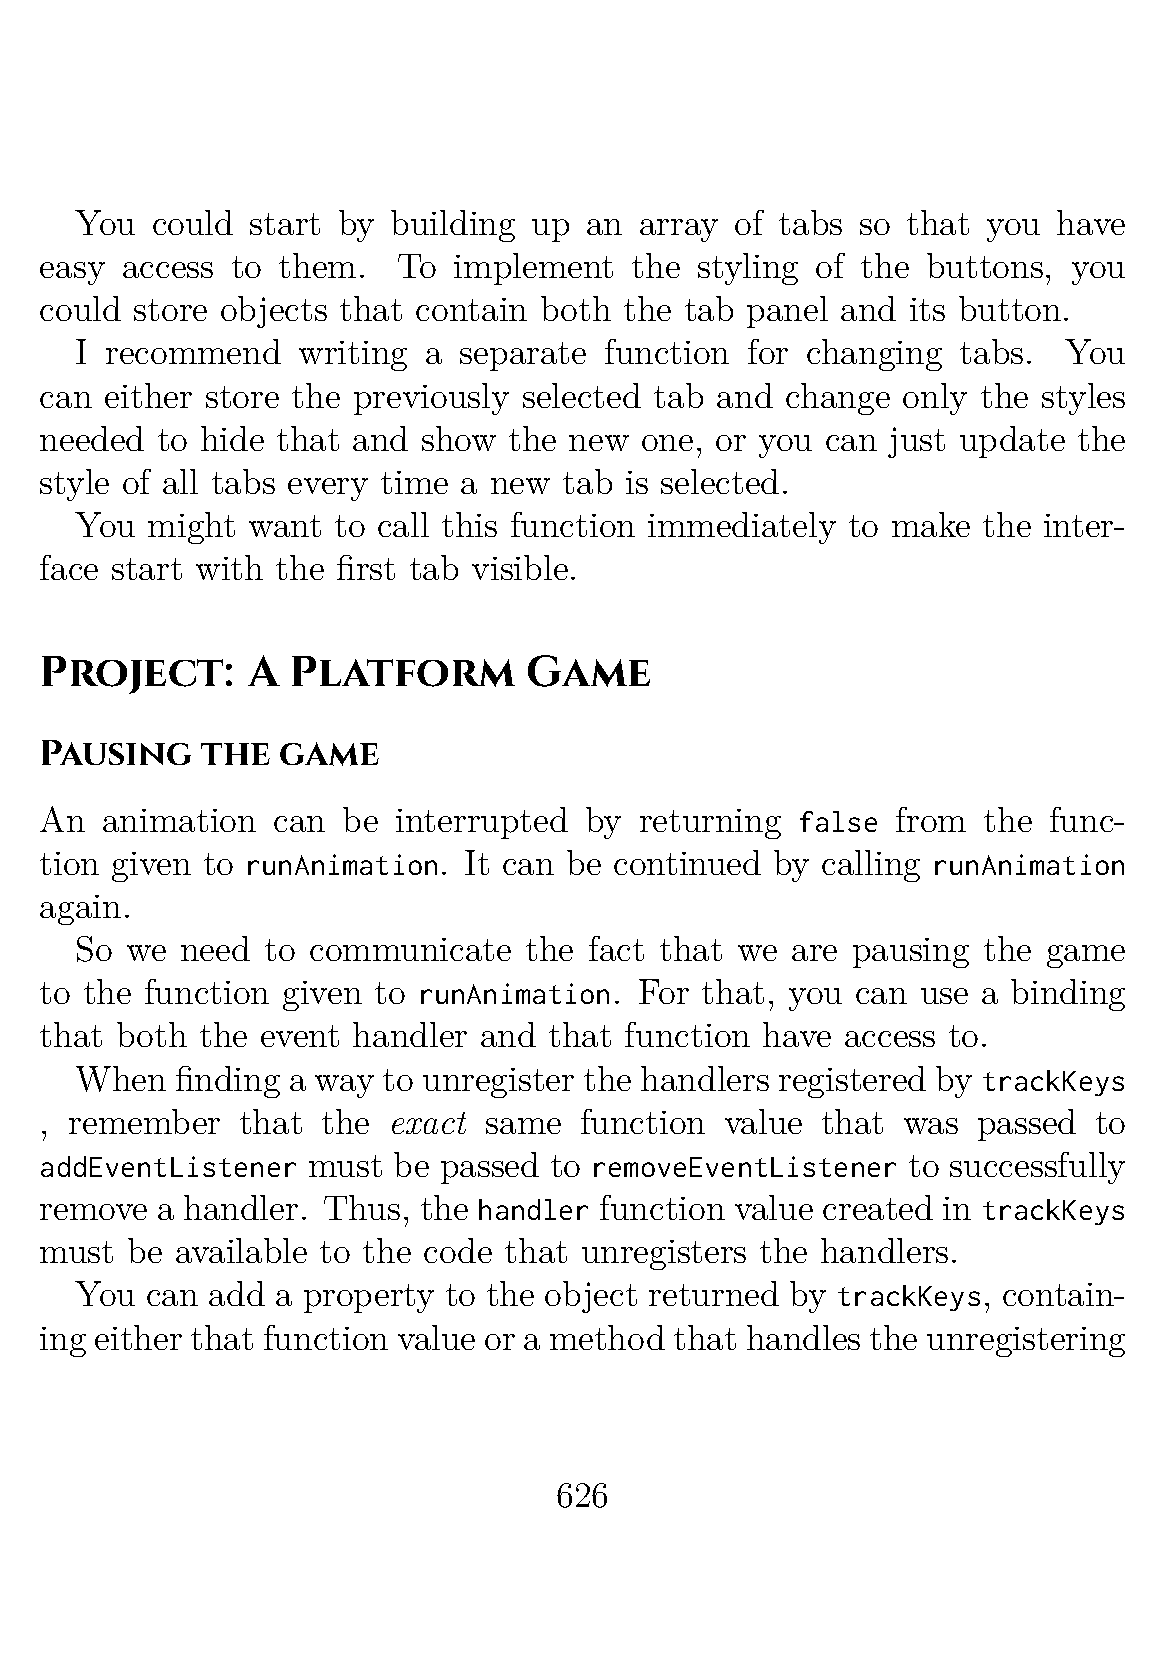 You could start by building up an array of tabs so that you have
easy access to them. To implement the styling of the buttons, you
could store objects that contain both the tab panel and its button.
I recommend writing a separate function for changing tabs. You
can either store the previously selected tab and change only the styles
needed to hide that and show the new one, or you can just update the
style of all tabs every time a new tab is selected.
You might want to call this function immediately to make the inter-
face start with the first tab visible.
Project: A Platform Game
Pausing the game
An animation can be interrupted by returning false from the func-
tion given to runAnimation. It can be continued by calling runAnimation
again.
So we need to communicate the fact that we are pausing the game
to the function given to runAnimation. For that, you can use a binding
that both the event handler and that function have access to.
When finding a way to unregister the handlers registered by trackKeys
, remember that the exact same function value that was passed to
addEventListener must be passed to removeEventListener to successfully
remove a handler. Thus, the handler function value created in trackKeys
must be available to the code that unregisters the handlers.
You can add a property to the object returned by trackKeys, contain-
ing either that function value or a method that handles the unregistering
626